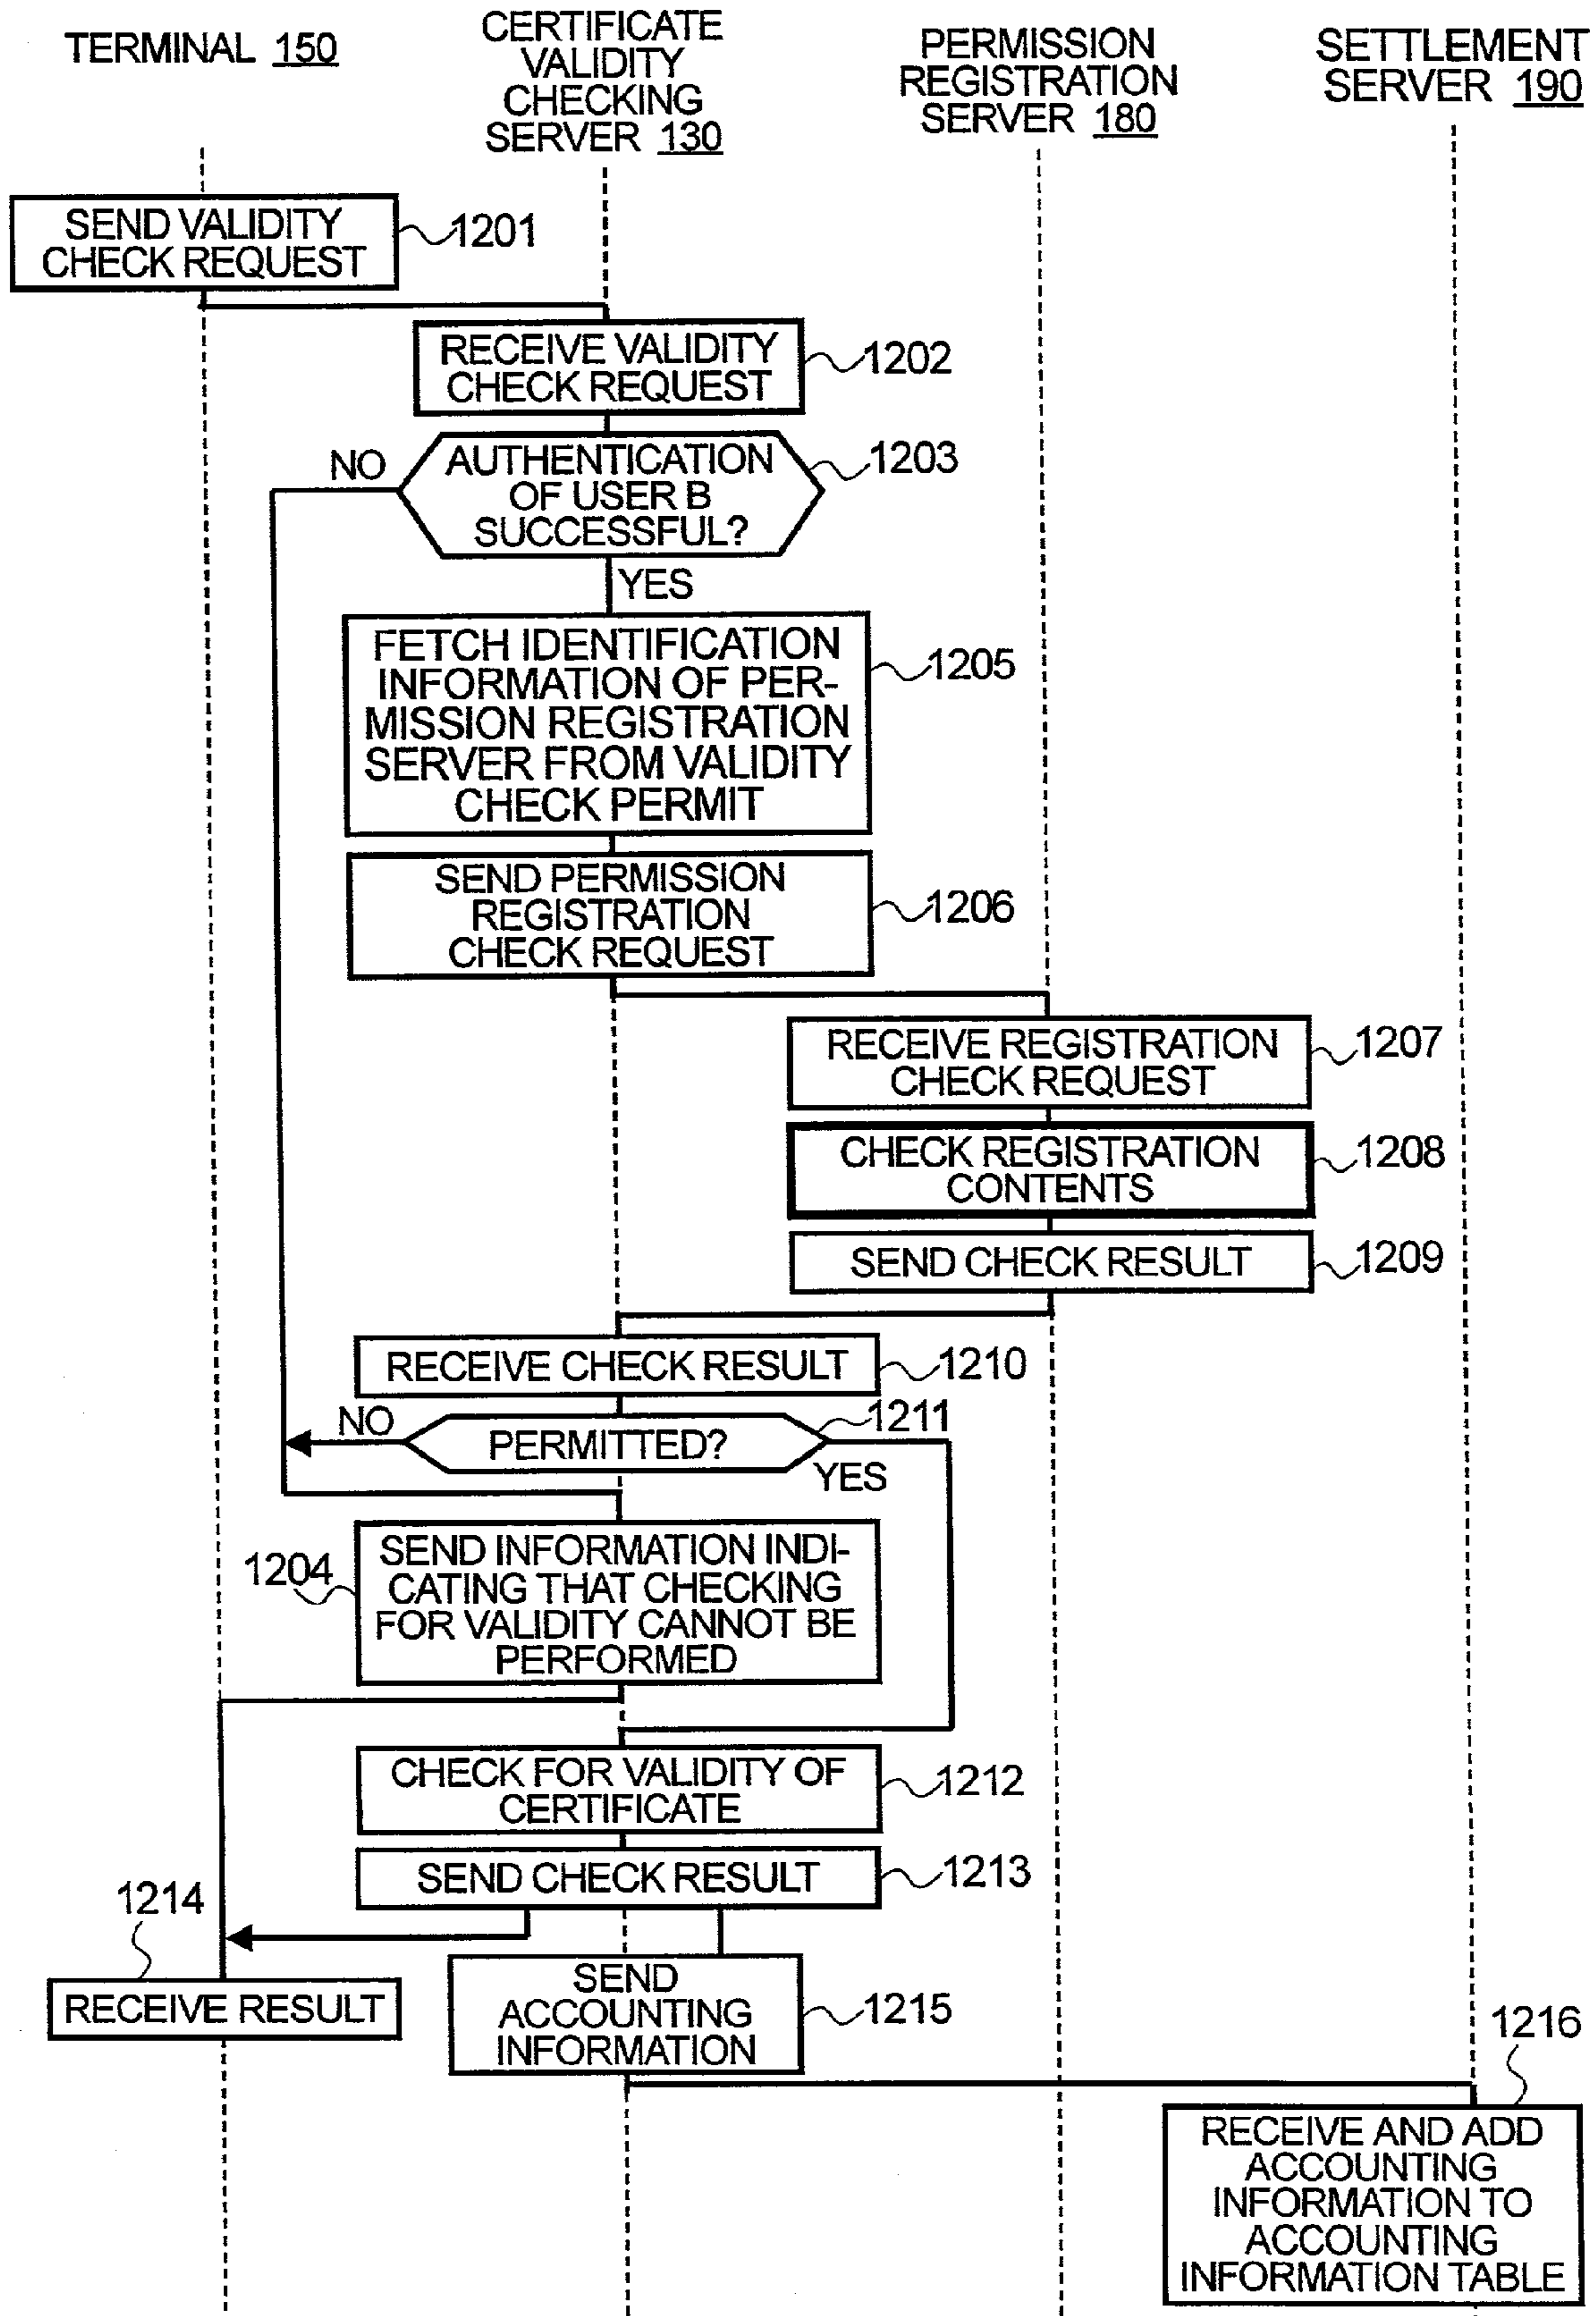 TERMINAL 150
CERTIFICATE
VALIDITY
CHECKING
SERVER 130
PERMISSION
REGISTRATION
SERVER 180
SETTLEMENT
SERVER 190
SEND VALIDITY
CHECK REQUEST
1201
RECEIVE VALIDITY
CHECK REQUEST
1202
NO
AUTHENTICATION
OF USER B
SUCCESSFUL?
1203
YES
FETCH IDENTIFICATION
INFORMATION OF PER-
MISSION REGISTRATION
SERVER FROM VALIDITY
CHECK PERMIT
1205
SEND PERMISSION
REGISTRATION
CHECK REQUEST
1206
RECEIVE REGISTRATION
CHECK REQUEST
1207
CHECK REGISTRATION
CONTENTS
1208
SEND CHECK RESULT
1209
RECEIVE CHECK RESULT
1210
NO
PERMITTED?
1211
YES
1204
SEND INFORMATION INDI-
CATING THAT CHECKING
FOR VALIDITY CANNOT BE
PERFORMED
CHECK FOR VALIDITY OF
CERTIFICATE
1212
SEND CHECK RESULT
1213
1214
RECEIVE RESULT
SEND
ACCOUNTING
INFORMATION
1215
1216
RECEIVE AND ADD
ACCOUNTING
INFORMATION TO
ACCOUNTING
INFORMATION TABLE